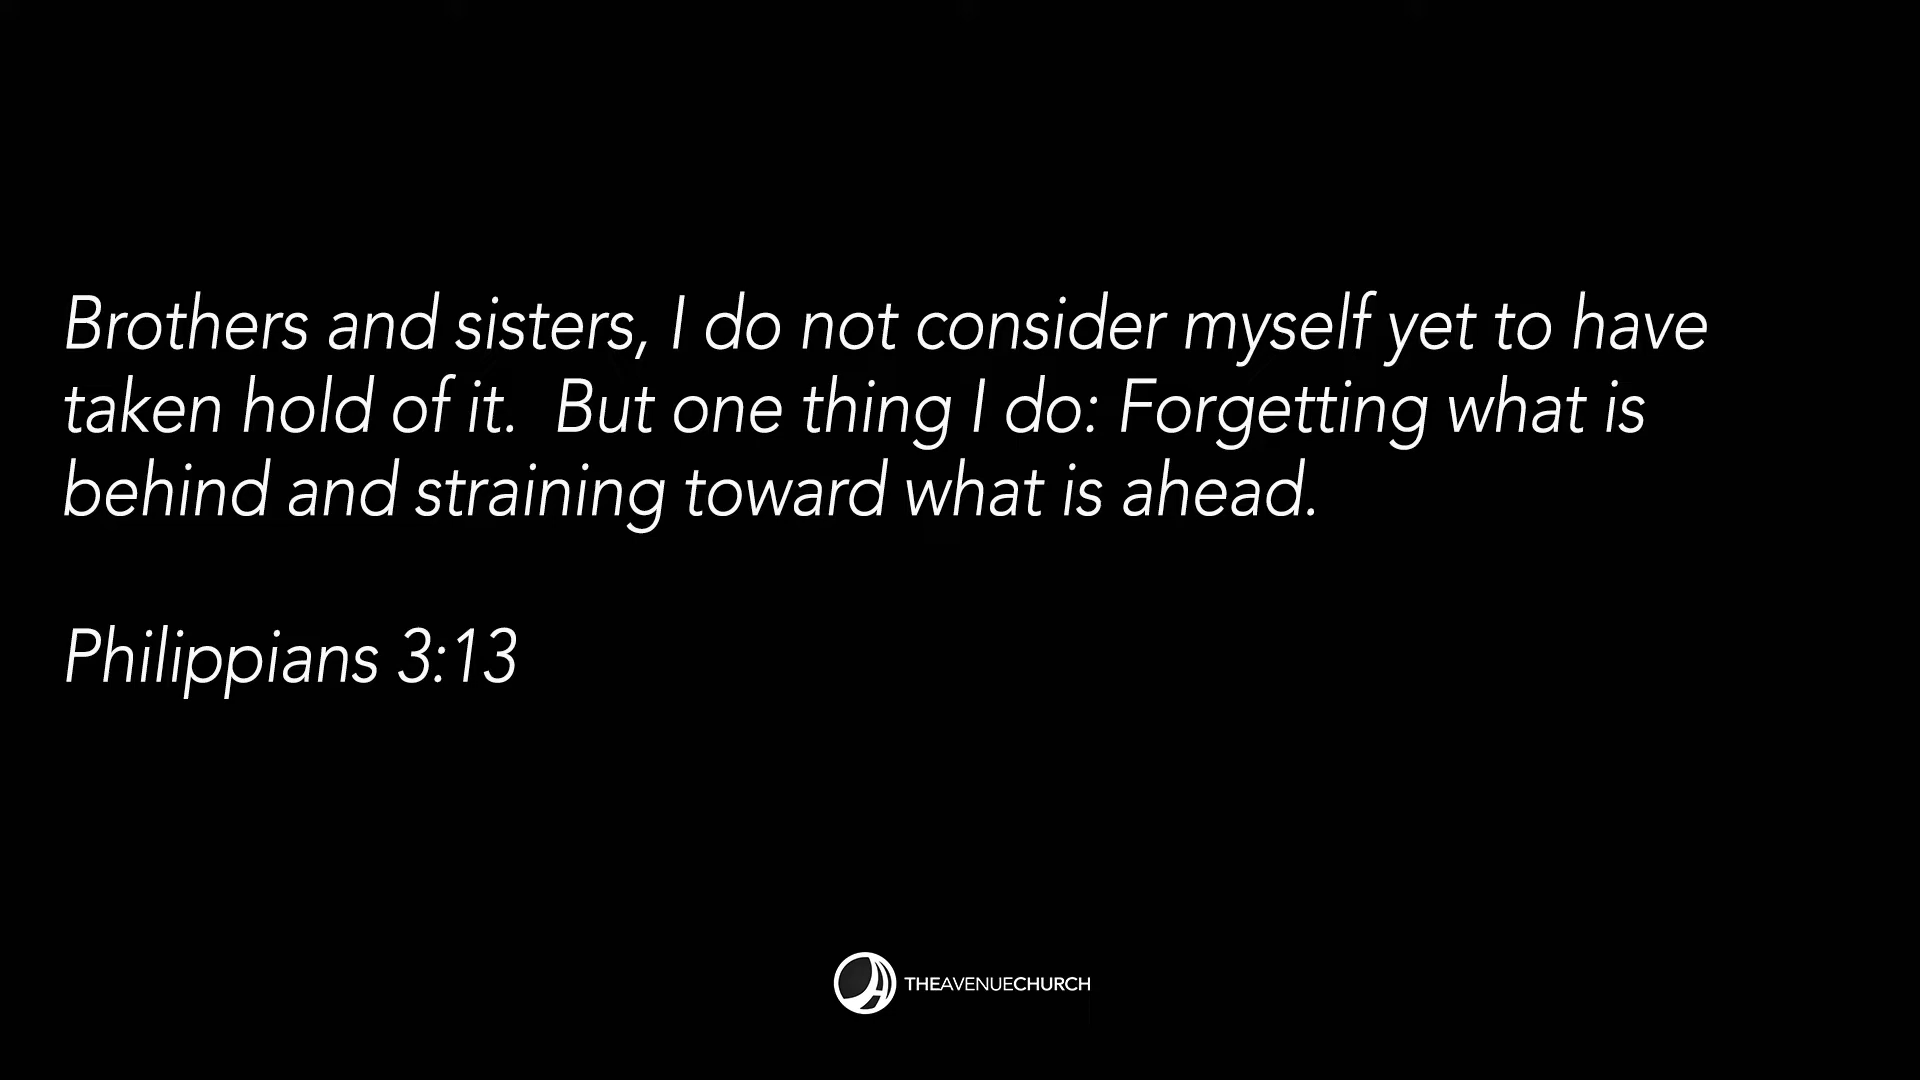 Brothers and sisters, I do not consider myself yet to have
taken hold of it.  But one thing I do: Forgetting what is
behind and straining toward what is ahead.
Philippians 3:13
THEAVENUECHURCH